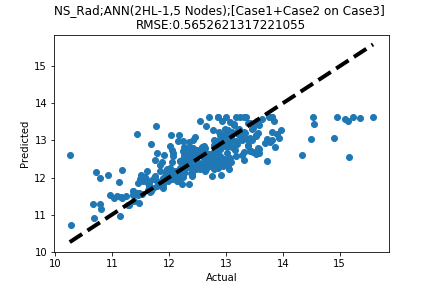 NS_Rad;ANN(2HL-1,5 Nodes);[Case1+Case2 on Case3]
RMSE:0.5652621317221055
15
14
13
12
11
10
Predicted
10 11 12 13 14 15
Actual